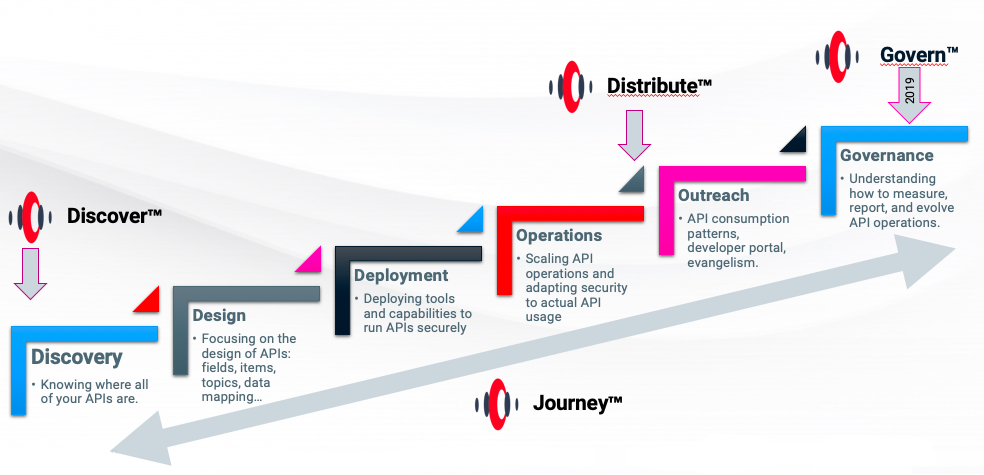 Discover™
Discovery
• Knowing where all
of your APIs are.
Design
• Focusing on the
design of APIs:
fields, items,
topics, data
mapping…
Deployment
• Deploying tools
and capabilities to
run APIs securely
Operations
• Scaling API
operations and
adapting security
to actual API
usage
Distribute™
Outreach
• API consumption
patterns,
developer portal,
evangelism.
Govern™
2019
Governance
• Understanding
how to measure,
report, and evolve
API operations.
Journey™